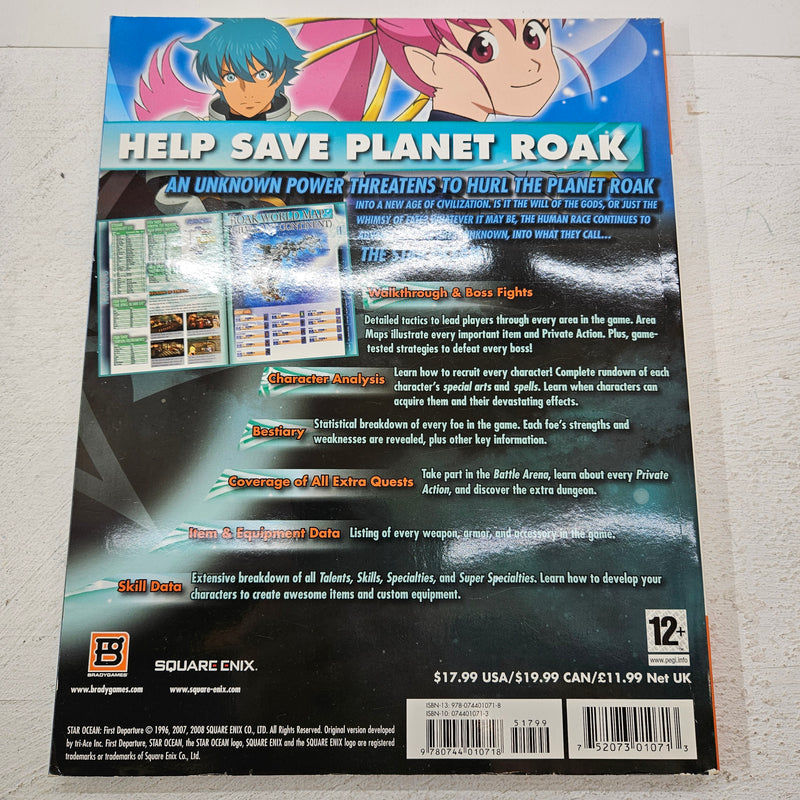 HELP SAVE PLANET ROAK
AN UNKNOWN POWER THREATENS TO HURL THE PLANET ROAK
INTO A NEW AGE OF CIVILIZATION. IS IT THE WILL OF THE GODS, OR JUST THE
WHIMSY OF FATE? WHATEVER IT MAY BE, THE HUMAN RACE CONTINUES TO
UNKNOWN, INTO WHAT THEY CALL...
THE
ROAK WORLD MAP
Walkthrough & Boss Fights
Detailed tactics to lead players through every area in the game. Area
Maps illustrate every important item and Private Action. Plus, game-
tested strategies to defeat every boss!
Character Analysis
Learn how to recruit every character! Complete rundown of each
character's special arts and spells. Learn when characters can
acquire them and their devastating effects.
Bestiary
Statistical breakdown of every foe in the game. Each foe's strengths and
weaknesses are revealed, plus other key information.
Coverage of All Extra Quests
Take part in the Battle Arena, learn about every Private
Action, and discover the extra dungeon.
Item & Equipment Data
Listing of every weapon, armor, and accessory in the game.
Skill Data
Extensive breakdown of all Talents, Skills, Specialties, and Super Specialties. Learn how to develop your
characters to create awesome items and custom equipment.
12+
www.pegi.info
BRADYGAMES
SQUARE ENIX.
www.bradygames.com
www.square-enix.com
$17.99 USA/$19.99 CAN/£11.99 Net UK
ISBN-13: 978-074401071-8
ISBN-10: 074401071-3
51799
9 780744 010718
7 52073 01071 3
STAR OCEAN: First Departure © 1996, 2007, 2008 SQUARE ENIX CO., LTD. All Rights Reserved. Original version developed
by tri-Ace Inc. First Departure, STAR OCEAN, the STAR OCEAN logo, SQUARE ENIX and the SQUARE ENIX logo are registered
trademarks or trademarks of Square Enix Co., Ltd.